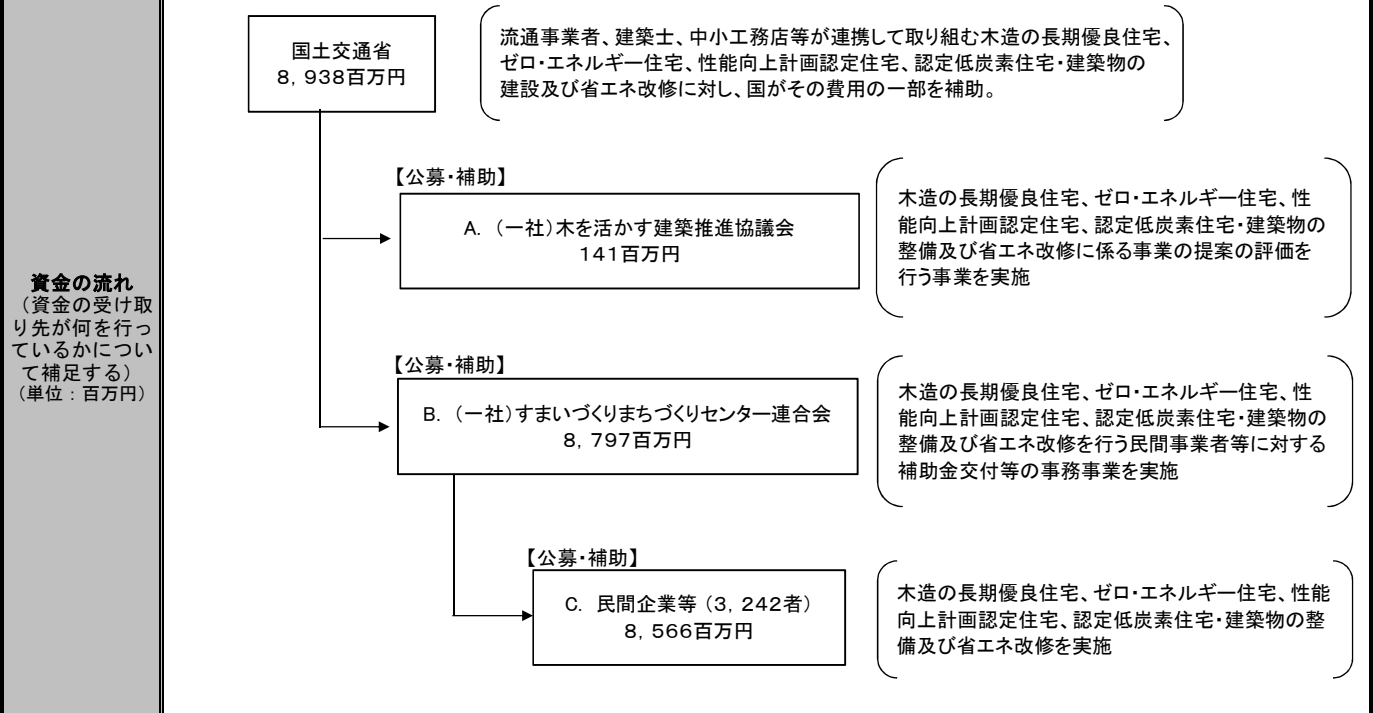 資金の流れ
（資金の受け取
り先が何を行っ
ているかについ
て補足する）
（単位：百万円）
国土交通省
８，９３８百万円
流通事業者、建築士、中小工務店等が連携して取り組む木造の長期優良住宅、
ゼロ・エネルギー住宅、性能向上計画認定住宅、認定低炭素住宅・建築物の
建設及び省エネ改修に対し、国がその費用の一部を補助。
【公募・補助】
A. （一社）木を活かす建築推進協議会
１４１百万円
木造の長期優良住宅、ゼロ・エネルギー住宅、性
能向上計画認定住宅、認定低炭素住宅・建築物の
整備及び省エネ改修に係る事業の提案の評価を
行う事業を実施
【公募・補助】
B. （一社）すまいづくりまちづくりセンター連合会
８，７９７百万円
木造の長期優良住宅、ゼロ・エネルギー住宅、性
能向上計画認定住宅、認定低炭素住宅・建築物の
整備及び省エネ改修を行う民間事業者等に対する
補助金交付等の事務事業を実施
【公募・補助】
C. 民間企業等（３，２４２者）
８，５６６百万円
木造の長期優良住宅、ゼロ・エネルギー住宅、性能
向上計画認定住宅、認定低炭素住宅・建築物の整
備及び省エネ改修を実施